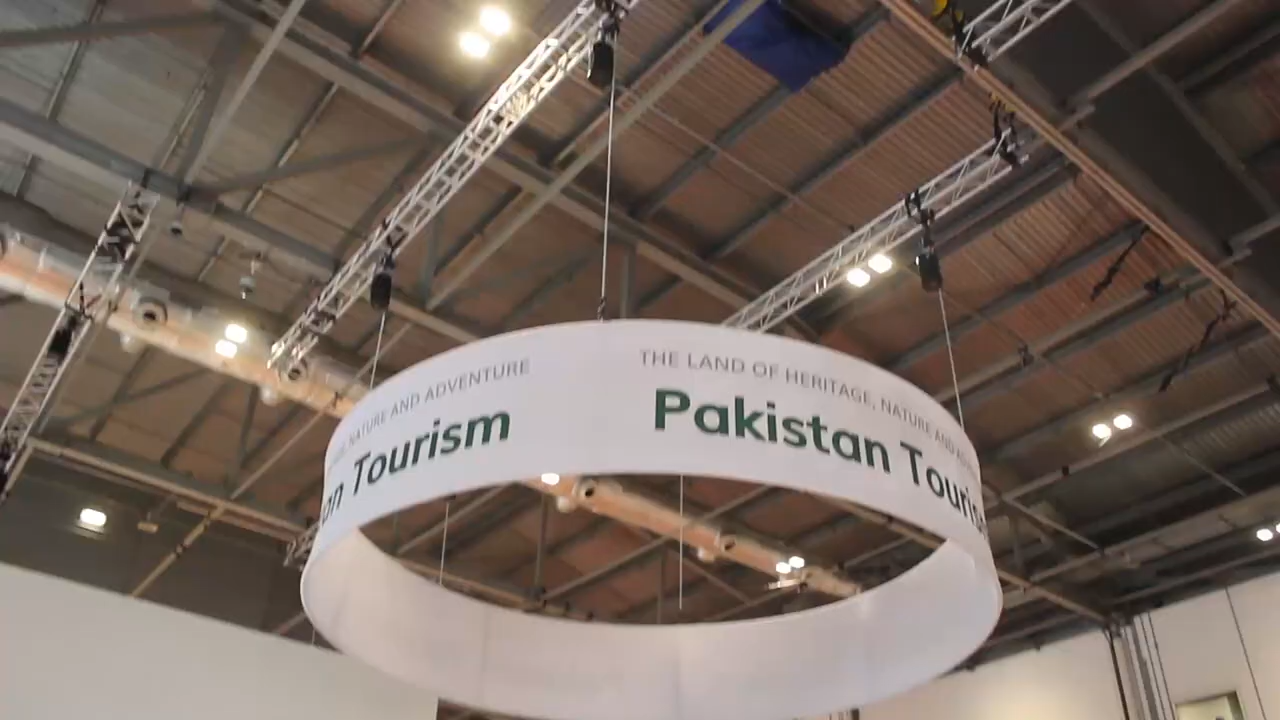 NATURE AND ADVENTURE
Tourism
THE LAND OF HERITAGE, NATURE AND
Pakistan Tourism